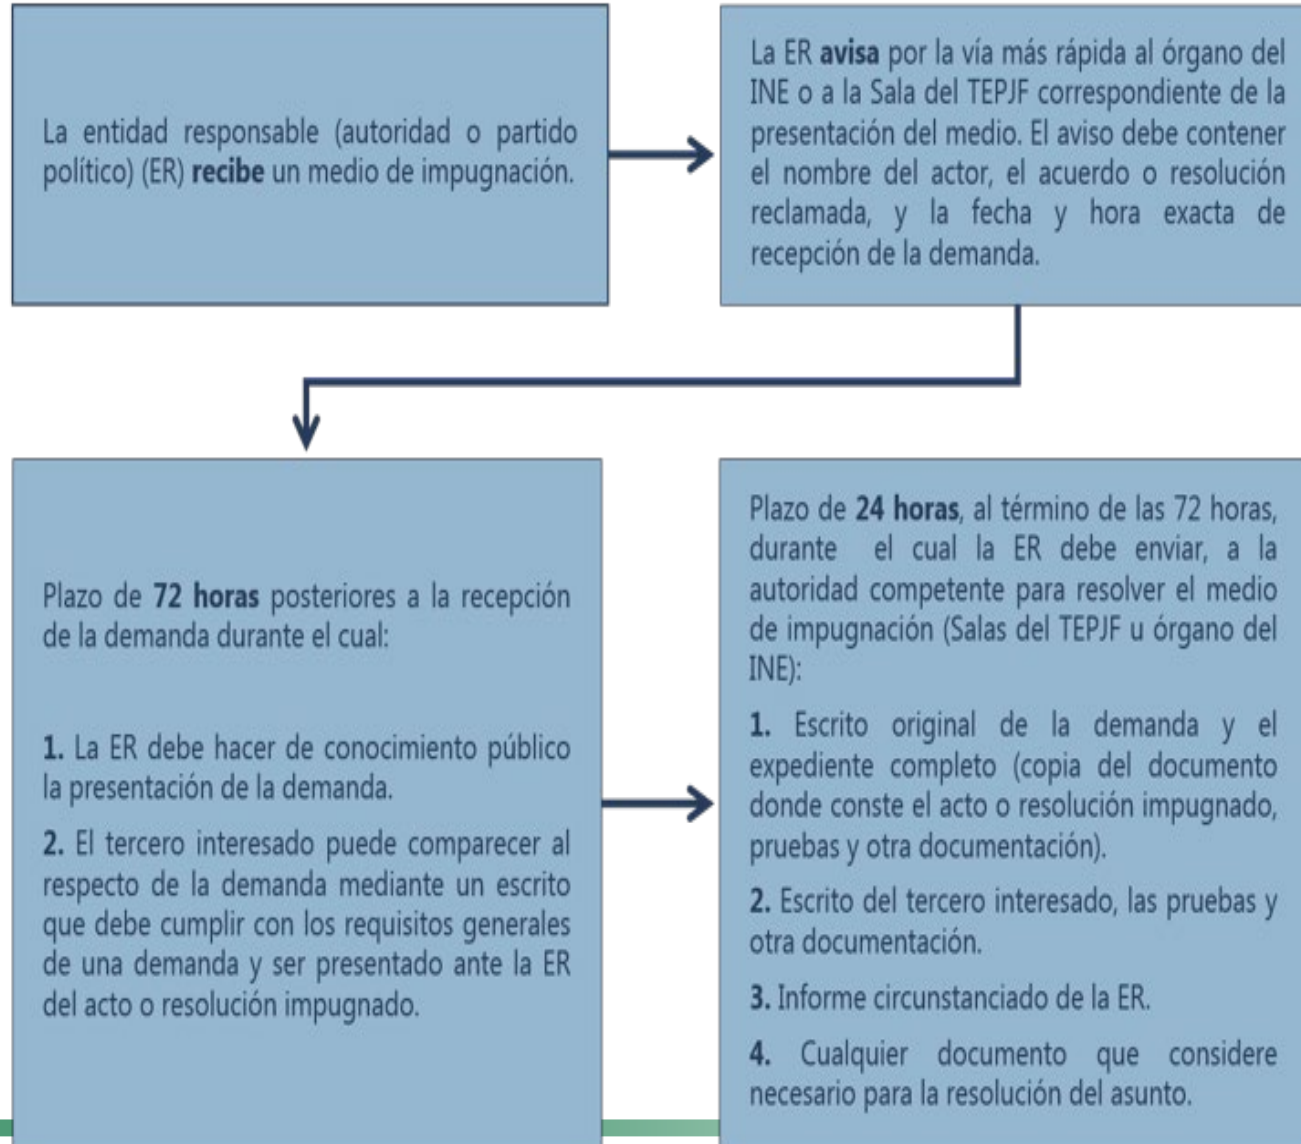 La entidad responsable (autoridad o partido
político) (ER) recibe un medio de impugnación.
La ER avisa por la vía más rápida al órgano del
INE o a la Sala del TEPJF correspondiente de la
presentación del medio. El aviso debe contener
el nombre del actor, el acuerdo o resolución
reclamada, y la fecha y hora exacta de
recepción de la demanda.
Plazo de 72 horas posteriores a la recepción
de la demanda durante el cual:
1. La ER debe hacer de conocimiento público
la presentación de la demanda.
2. El tercero interesado puede comparecer al
respecto de la demanda mediante un escrito
que debe cumplir con los requisitos generales
de una demanda y ser presentado ante la ER
del acto o resolución impugnado.
Plazo de 24 horas, al término de las 72 horas,
durante el cual la ER debe enviar, a la
autoridad competente para resolver el medio
de impugnación (Salas del TEPJF u órgano del
INE):
1. Escrito original de la demanda y el
expediente completo (copia del documento
donde conste el acto o resolución impugnado,
pruebas y otra documentación).
2. Escrito del tercero interesado, las pruebas y
otra documentación.
3. Informe circunstanciado de la ER.
4. Cualquier documento que considere
necesario para la resolución del asunto.